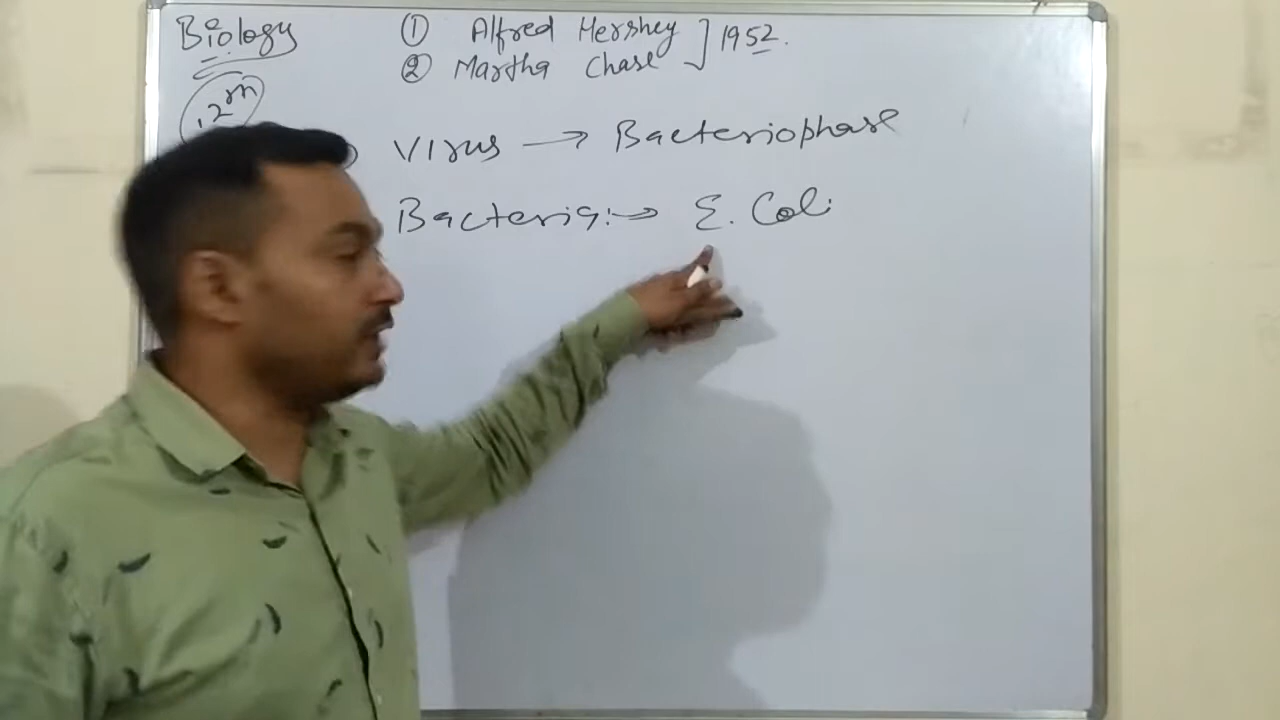 Biology
12th
① Alfred Hershey
② Martha Chase ] 1952.
Virus → Bacteriophase
Bacteria:→ E. Coli